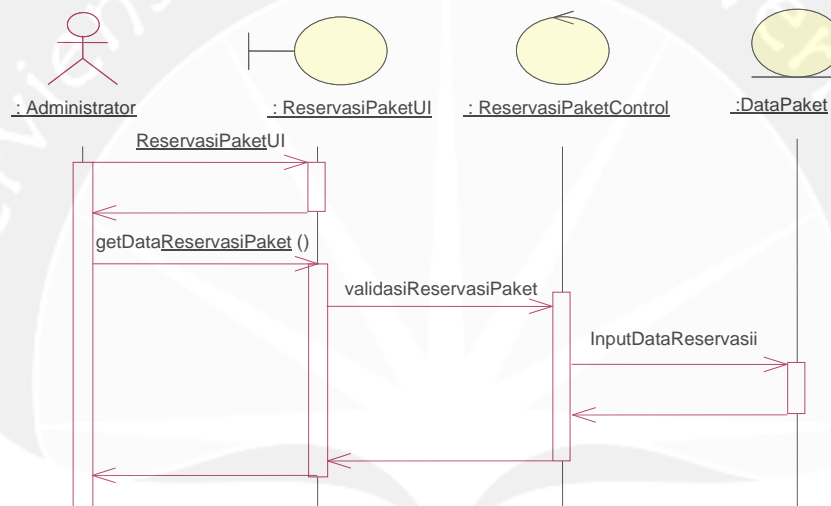 : Administrator
: ReservasiPaketUI
: ReservasiPaketControl
:DataPaket
ReservasiPaketUI
getDataReservasiPaket ()
validasiReservasiPaket
InputDataReservasii